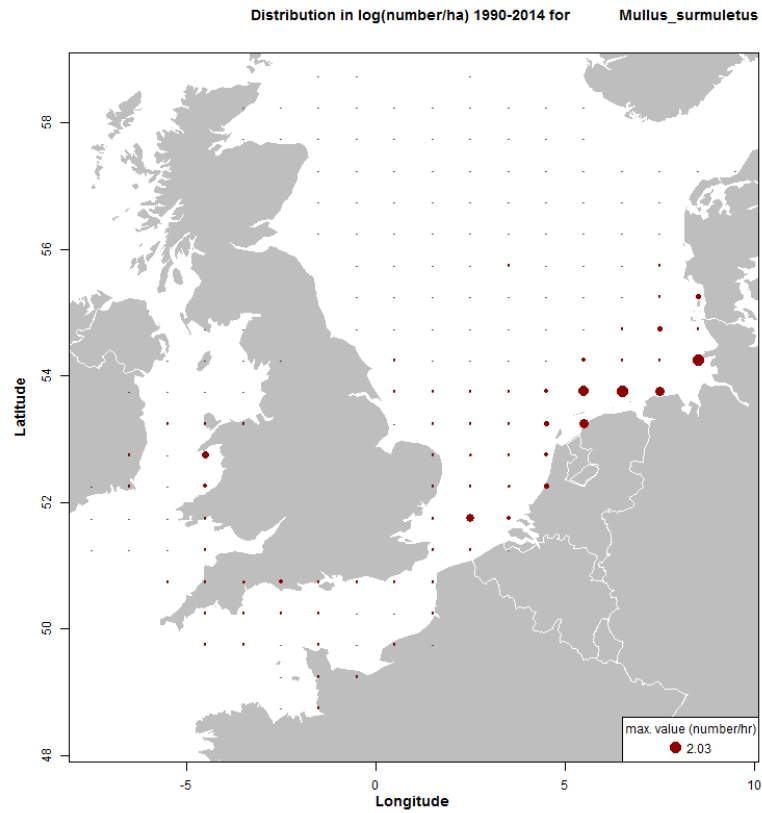 Distribution in log(number/ha) 1990-2014 for Mullus_surmuletus
58
56
54
52
50
48
Latitude
max. value (number/hr)
2.03
-5 0 5 10
Longitude